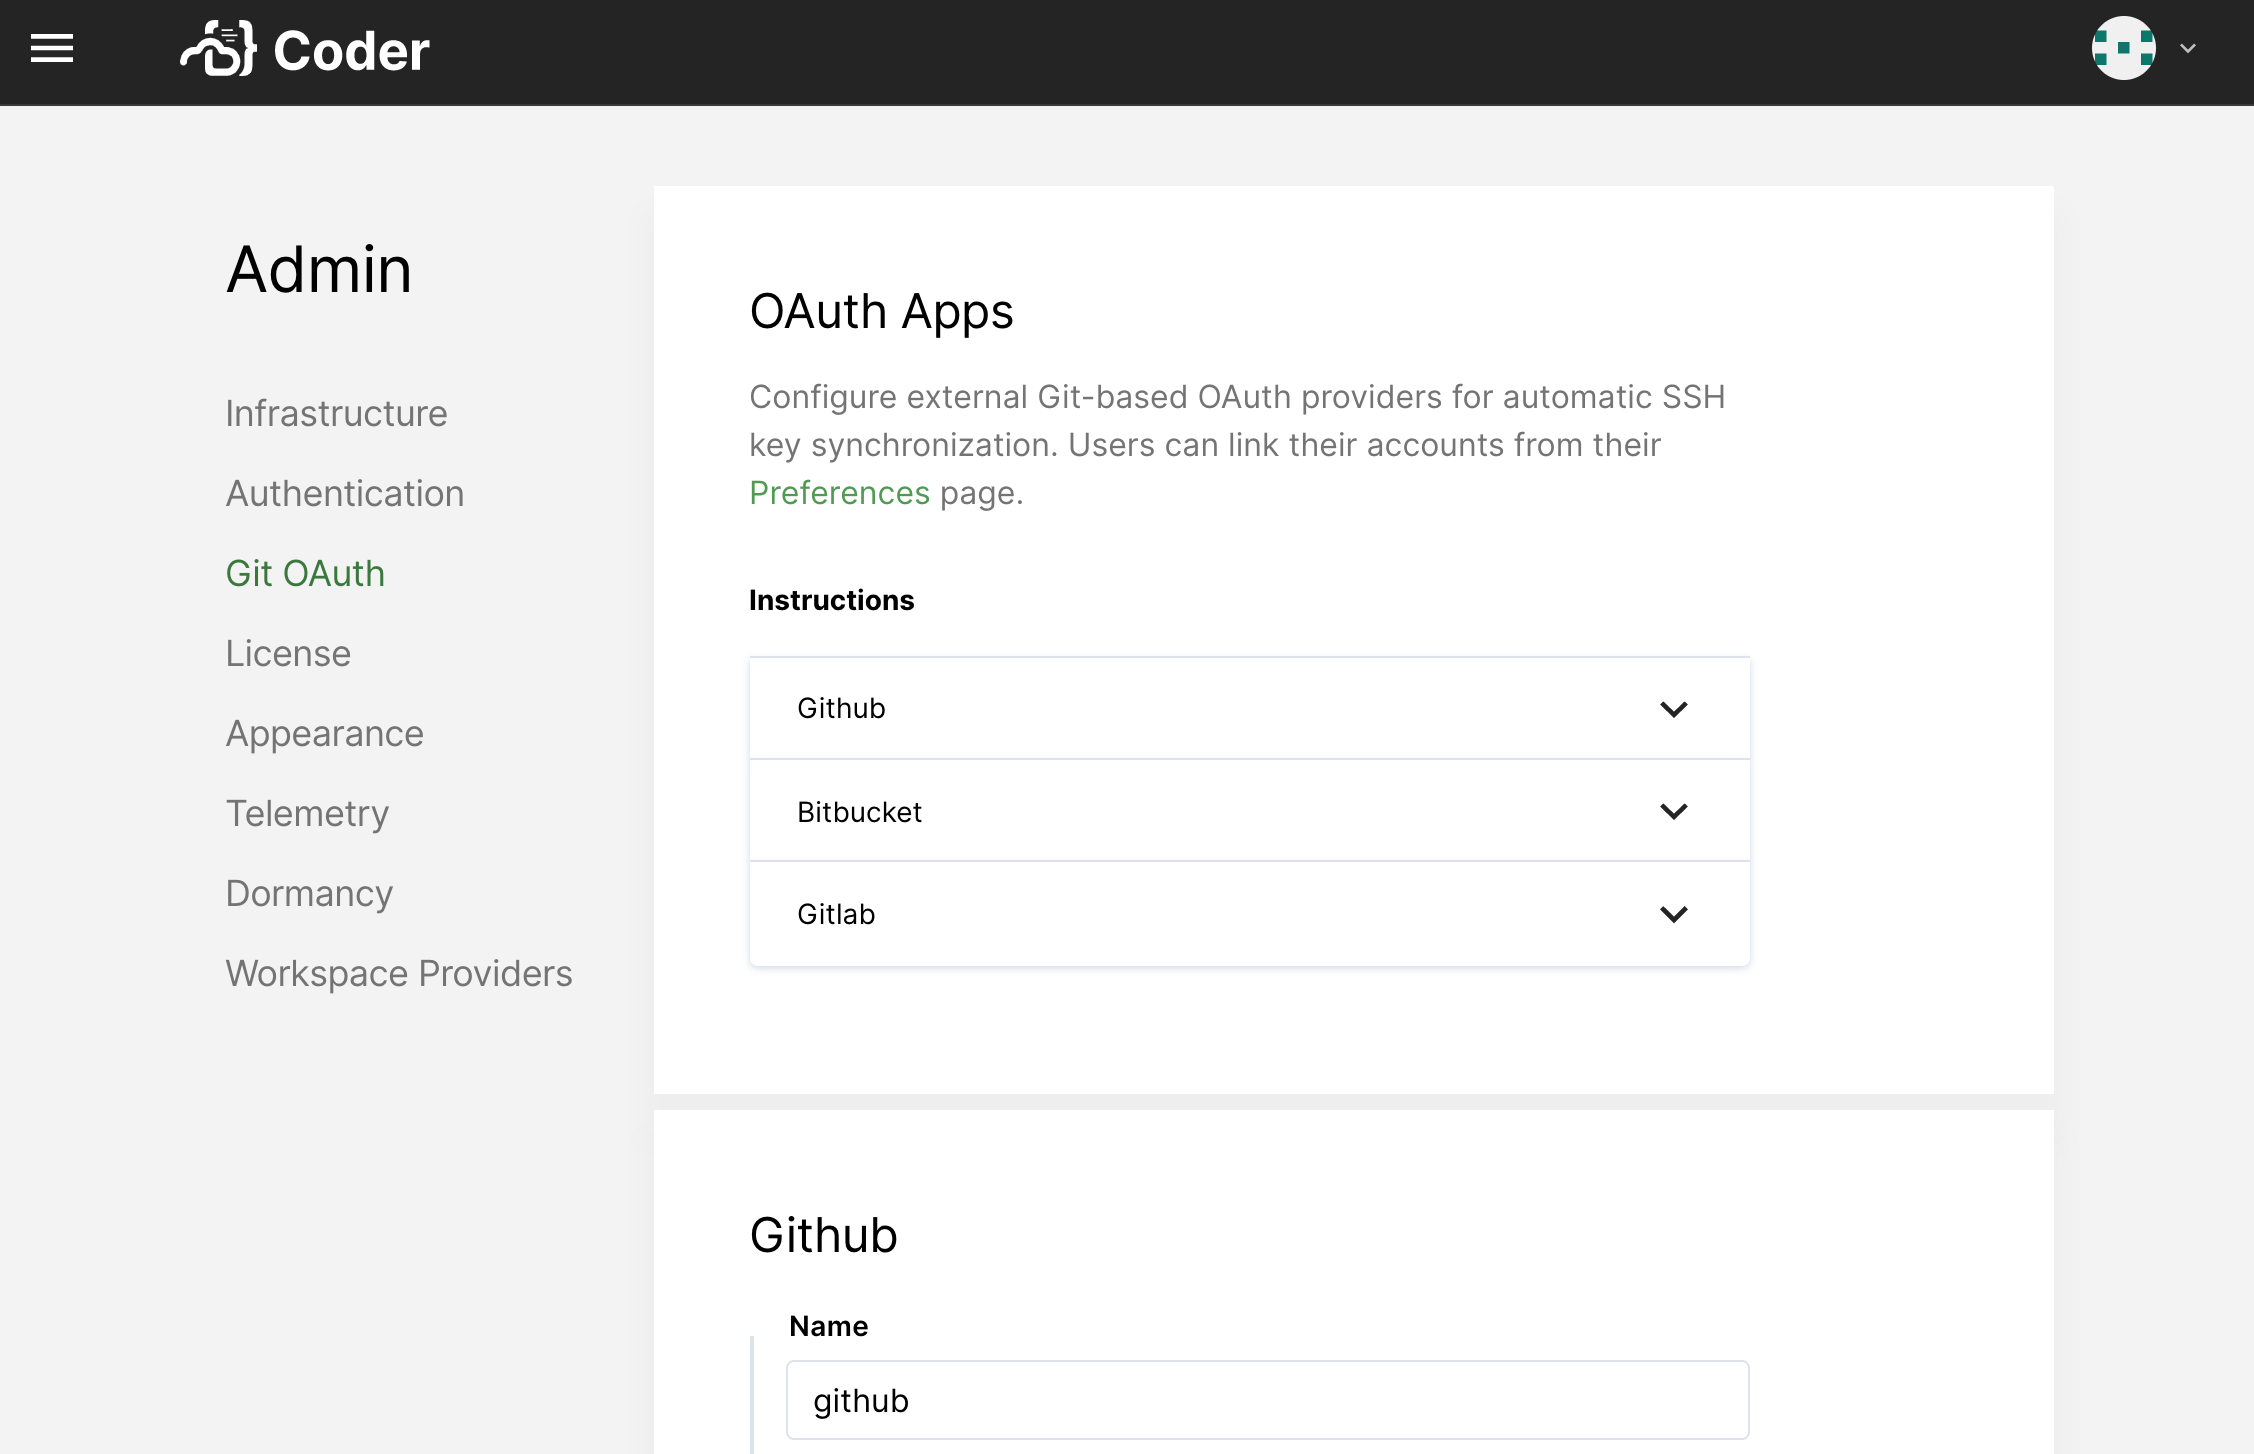 Coder
Admin
Infrastructure
Authentication
Git OAuth
License
Appearance
Telemetry
Dormancy
Workspace Providers
OAuth Apps
Configure external Git-based OAuth providers for automatic SSH
key synchronization. Users can link their accounts from their
Preferences page.
Instructions
Github
Bitbucket
Gitlab
Github
Name
github